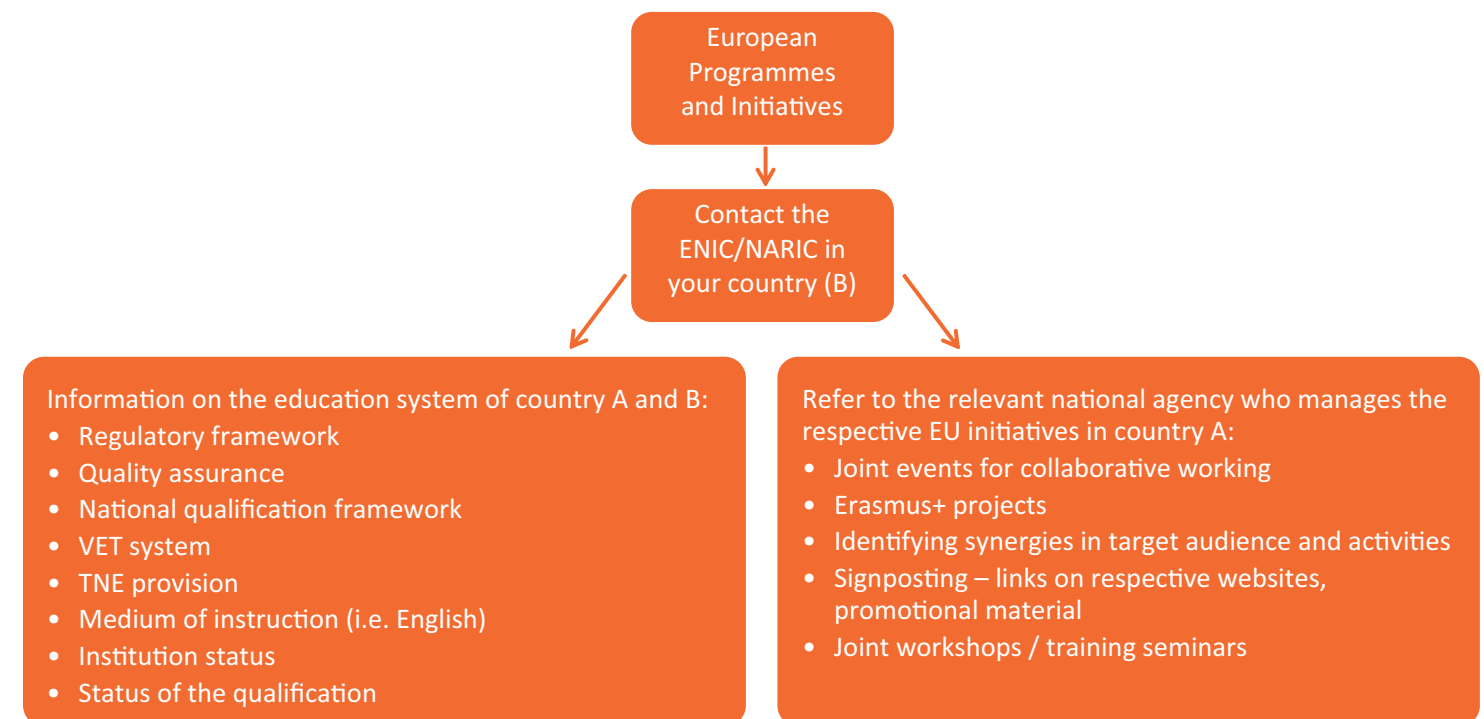 European
Programmes
and Initiatives
Contact the
ENIC/NARIC in
your country (B)
Information on the education system of country A and B:
• Regulatory framework
• Quality assurance
• National qualification framework
• VET system
• TNE provision
• Medium of instruction (i.e. English)
• Institution status
• Status of the qualification
Refer to the relevant national agency who manages the
respective EU initiatives in country A:
• Joint events for collaborative working
• Erasmus+ projects
• Identifying synergies in target audience and activities
• Signposting – links on respective websites,
promotional material
• Joint workshops / training seminars